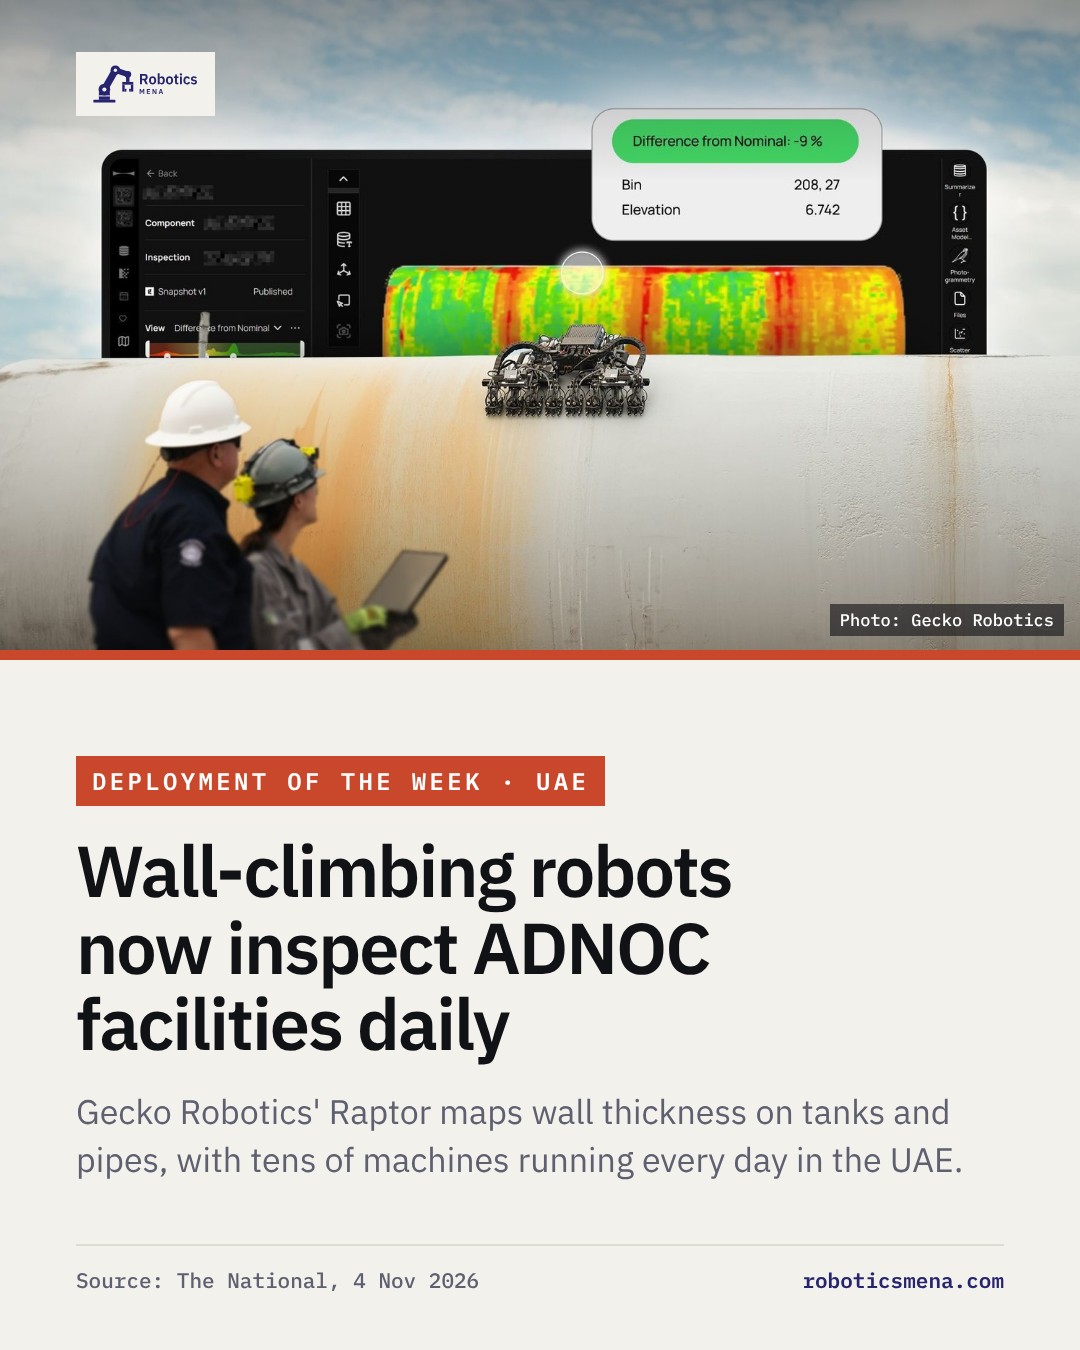 Robotics
MENA
Difference from Nominal: -9 %
Bin 208, 27
Elevation 6.742
Back
Component
Inspection
Snapshot v1 Published
View Difference from Nominal
Summarize
r
Asset
Model..
Photo-
grammetry
Files
Scatter
Photo: Gecko Robotics
DEPLOYMENT OF THE WEEK · UAE
Wall-climbing robots
now inspect ADNOC
facilities daily
Gecko Robotics' Raptor maps wall thickness on tanks and
pipes, with tens of machines running every day in the UAE.
Source: The National, 4 Nov 2026
roboticsmena.com